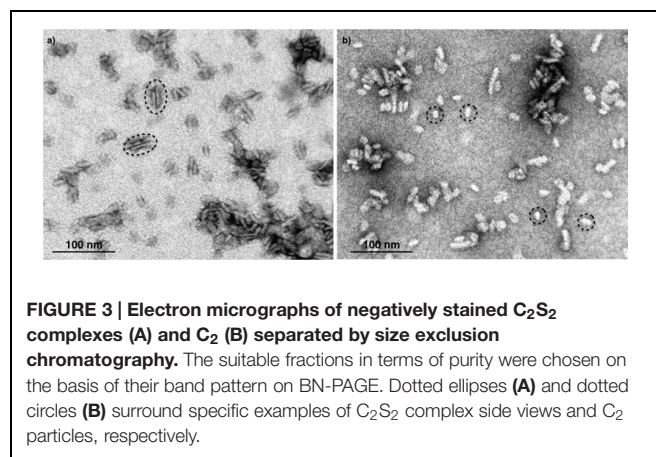 a)
b)
100 nm
100 nm
FIGURE 3 | Electron micrographs of negatively stained C₂S₂
complexes (A) and C₂ (B) separated by size exclusion
chromatography. The suitable fractions in terms of purity were chosen on
the basis of their band pattern on BN-PAGE. Dotted ellipses (A) and dotted
circles (B) surround specific examples of C₂S₂ complex side views and C₂
particles, respectively.